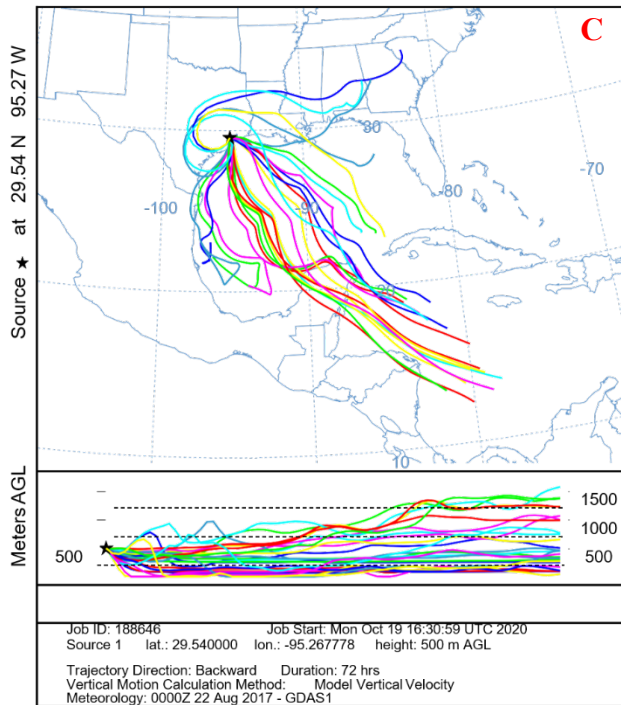 C
Source ★ at 29.54 N 95.27 W
30
-70
-80
-100
-90
20
10
Meters AGL
500
1500
1000
500
Job ID: 188646 Job Start: Mon Oct 19 16:30:59 UTC 2020
Source 1 lat.: 29.540000 lon.: -95.267778 height: 500 m AGL
Trajectory Direction: Backward Duration: 72 hrs
Vertical Motion Calculation Method: Model Vertical Velocity
Meteorology: 0000Z 22 Aug 2017 - GDAS1